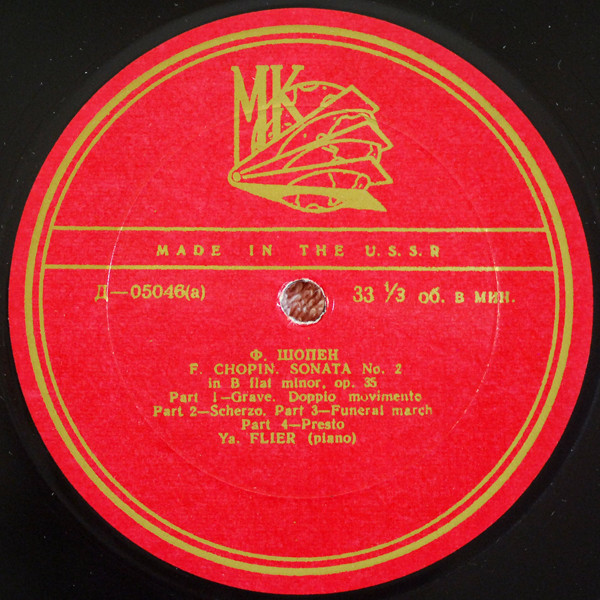 МК
MADE IN THE U.S.S.R
Д—05046(а)
33 ⅓ об. в мин.
Ф. ШОПЕН
F. CHOPIN. SONATA No. 2
in B flat minor, op. 35
Part 1—Grave. Doppio movimento
Part 2—Scherzo. Part 3—Funeral march
Part 4—Presto
Ya. FLIER (piano)